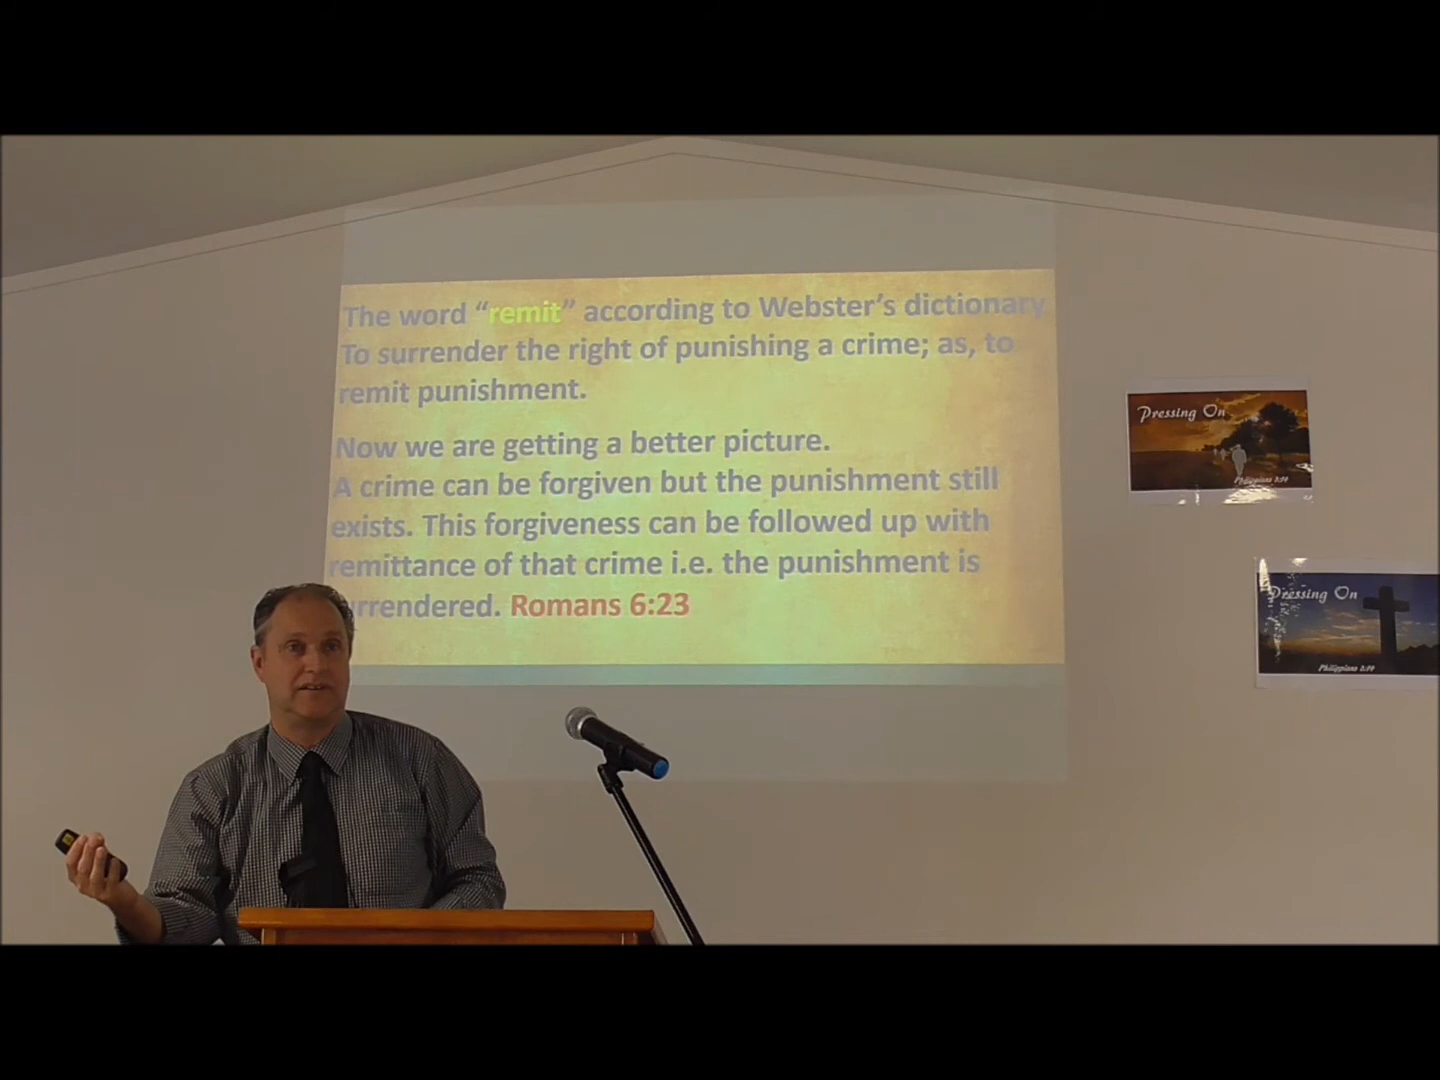 The word “remit” according to Webster’s dictionary
To surrender the right of punishing a crime; as, to
remit punishment.
Now we are getting a better picture.
A crime can be forgiven but the punishment still
exists. This forgiveness can be followed up with
remittance of that crime i.e. the punishment is
urrendered. Romans 6:23
Pressing On
Pressing On